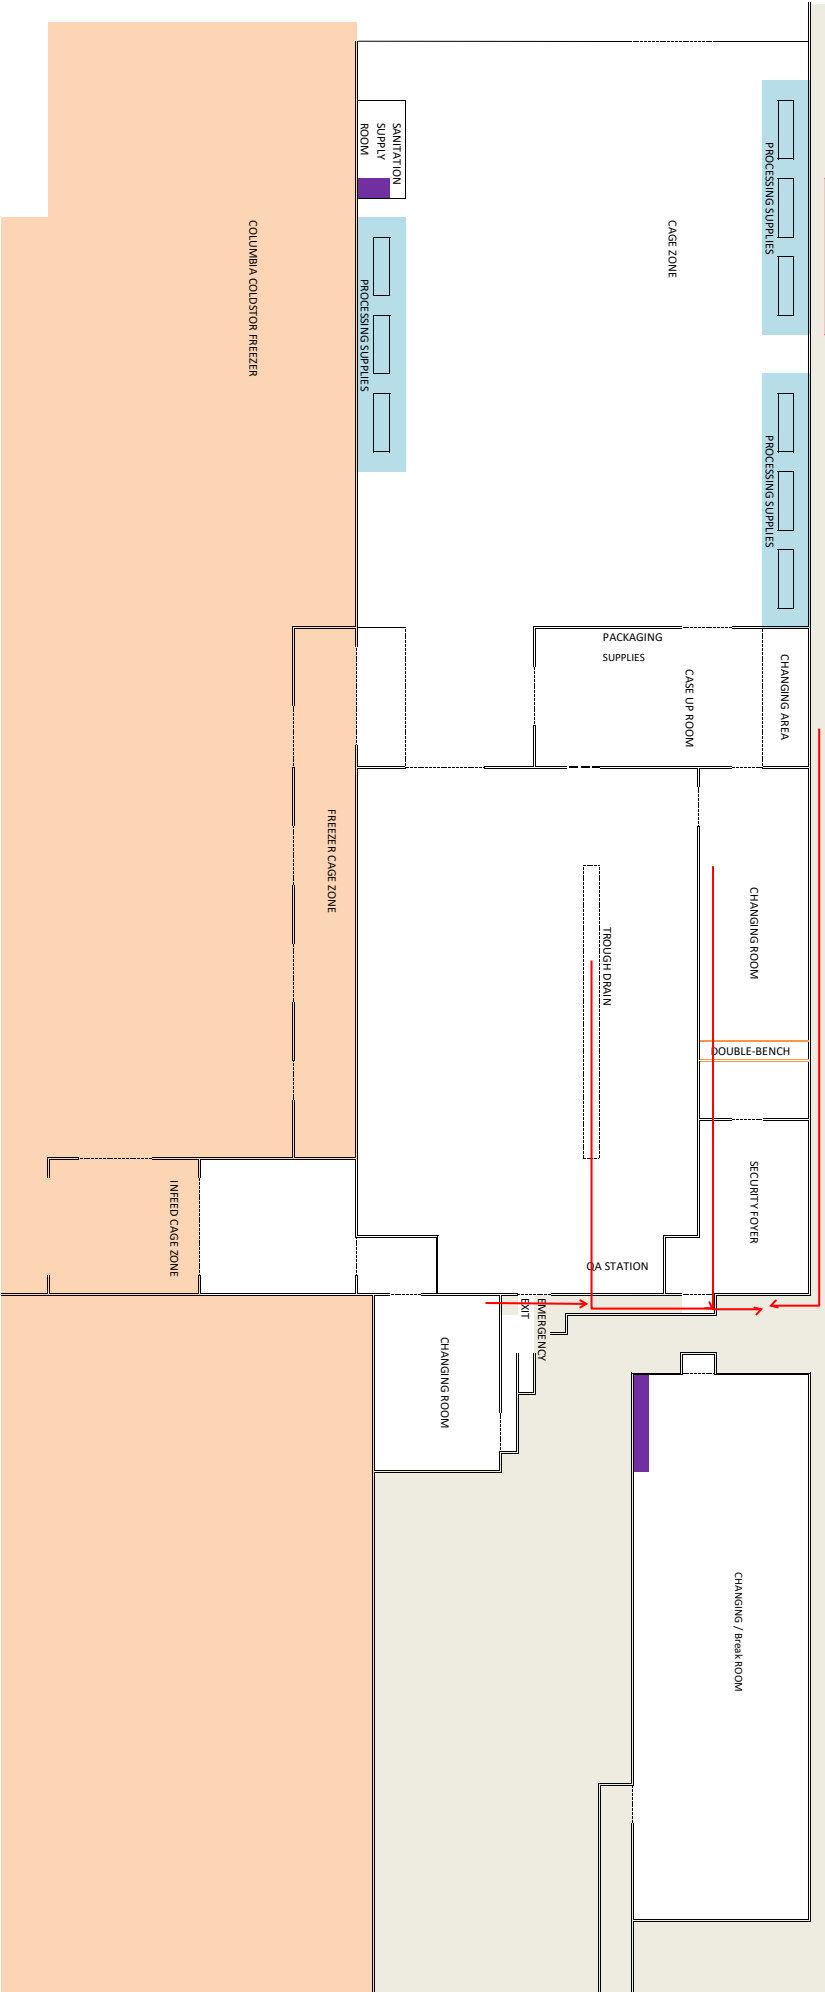 SANITATION
SUPPLY
ROOM
PROCESSING SUPPLIES
COLUMBIA COLDSTOR FREEZER
CAGE ZONE
PROCESSING SUPPLIES
PROCESSING SUPPLIES
PACKAGING
SUPPLIES
CASE UP ROOM
CHANGING AREA
FREEZER CAGE ZONE
CHANGING ROOM
TROUGH DRAIN
DOUBLE-BENCH
INFEED CAGE ZONE
SECURITY FOYER
QA STATION
EMERGENCY
EXIT
CHANGING ROOM
CHANGING / Break ROOM